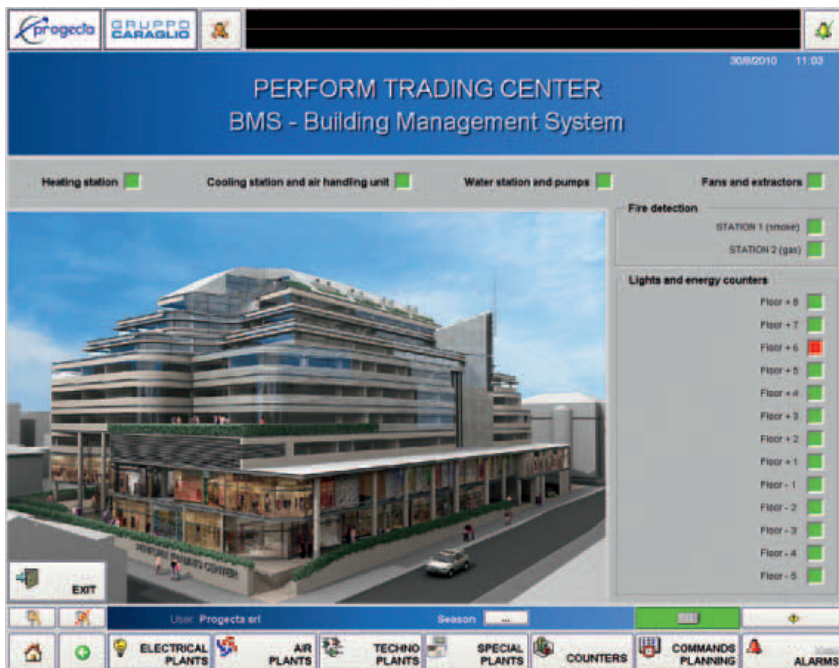 progecta
GRUPPO
CARAGLIO
30/8/2010 11:03
PERFORM TRADING CENTER
BMS - Building Management System
Heating station
Cooling station and air handling unit
Water station and pumps
Fans and extractors
Fire detection
STATION 1 (smoke)
STATION 2 (gas)
Lights and energy counters
Floor + 8
Floor + 7
Floor + 6
Floor + 5
Floor + 4
Floor + 3
Floor + 2
Floor + 1
Floor - 1
Floor - 2
Floor - 3
Floor - 4
Floor - 5
PERFORM TRADING CENTER
EXIT
User Progecta srl
Season ...
ELECTRICAL
PLANTS
AIR
PLANTS
TECHNO
PLANTS
SPECIAL
PLANTS
COUNTERS
COMMANDS
PLANNING
ALARMS